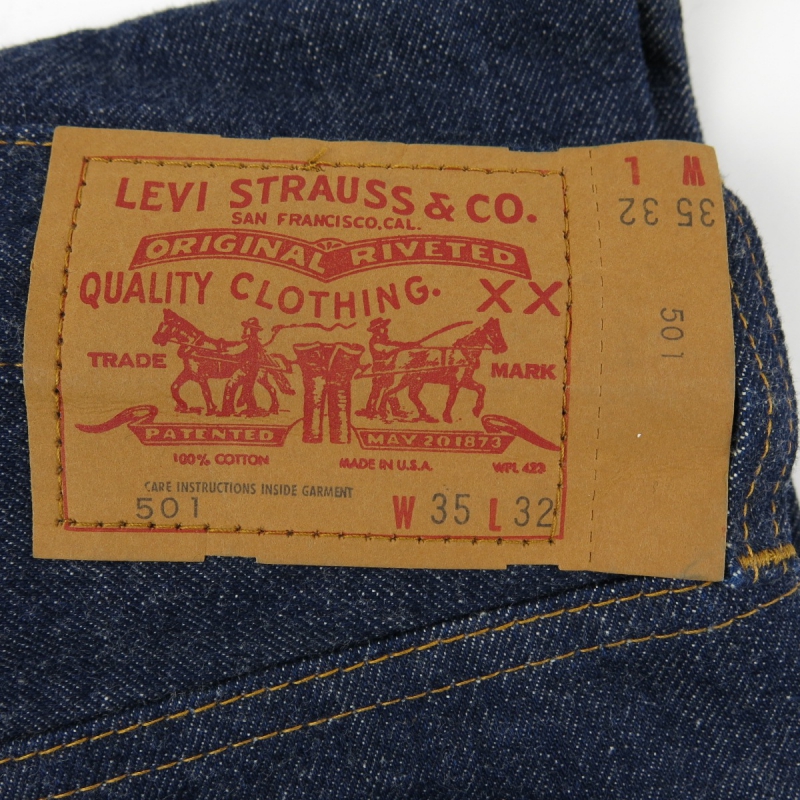 LEVI STRAUSS & CO.
SAN FRANCISCO, CAL.
ORIGINAL RIVETED
QUALITY CLOTHING. XX
TRADE MARK
PATENTED MAY 20 1873
100% COTTON MADE IN U.S.A. WPL 423
CARE INSTRUCTIONS INSIDE GARMENT
501 W 35 L 32
W L
35 32
501